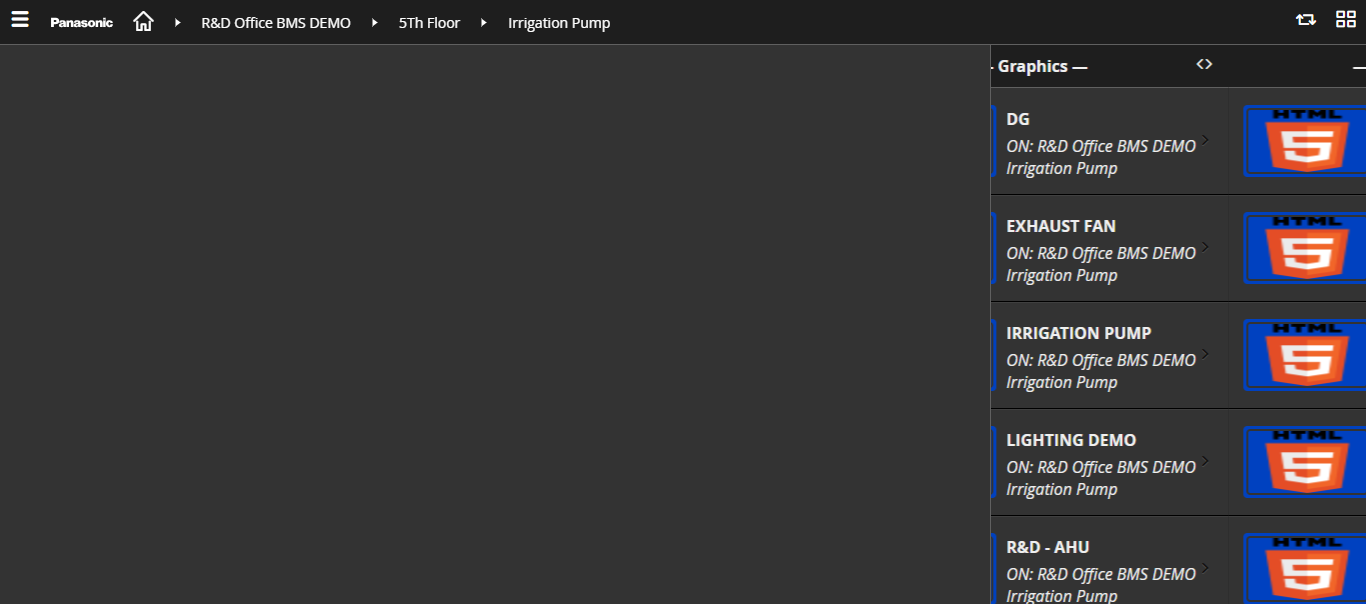 Panasonic R&D Office BMS DEMO 5Th Floor Irrigation Pump
Graphics —
DG
ON: R&D Office BMS DEMO
Irrigation Pump
HTML
5
EXHAUST FAN
ON: R&D Office BMS DEMO
Irrigation Pump
HTML
5
IRRIGATION PUMP
ON: R&D Office BMS DEMO
Irrigation Pump
HTML
5
LIGHTING DEMO
ON: R&D Office BMS DEMO
Irrigation Pump
HTML
5
R&D - AHU
ON: R&D Office BMS DEMO
Irrigation Pump
HTML
5